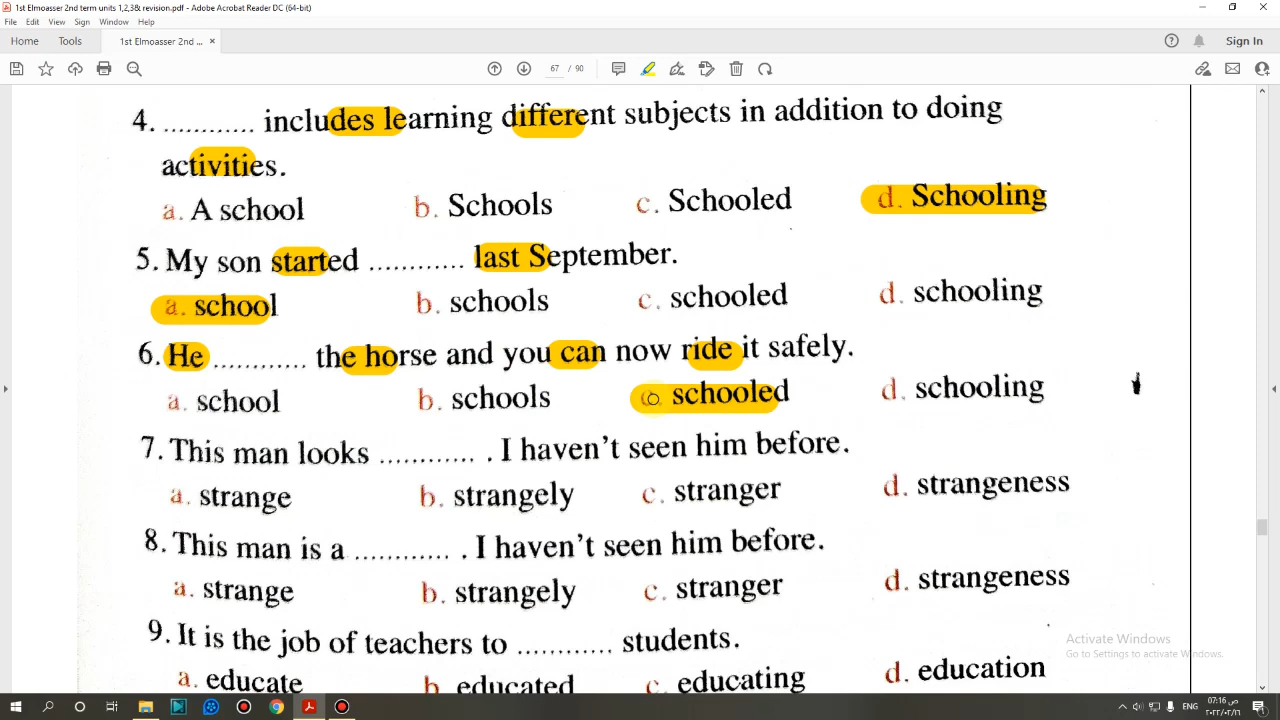 1st Elmoasser 2nd term units 1,2,3& revision.pdf - Adobe Acrobat Reader DC (64-bit)
File Edit View Sign Window Help
Home Tools 1st Elmoasser 2nd ... × Sign In
67 / 90
4. ............ includes learning different subjects in addition to doing
activities.
a. A school b. Schools c. Schooled d. Schooling
5. My son started ............ last September.
a. school b. schools c. schooled d. schooling
6. He ............ the horse and you can now ride it safely.
a. school b. schools c. schooled d. schooling
7. This man looks ............ . I haven't seen him before.
a. strange b. strangely c. stranger d. strangeness
8. This man is a ............ . I haven't seen him before.
a. strange b. strangely c. stranger d. strangeness
9. It is the job of teachers to ............ students.
a. educate b. educated c. educating d. education
Activate Windows
Go to Settings to activate Windows.
ENG 07:16 ص
٢٠٢٢/٠٢/١٦